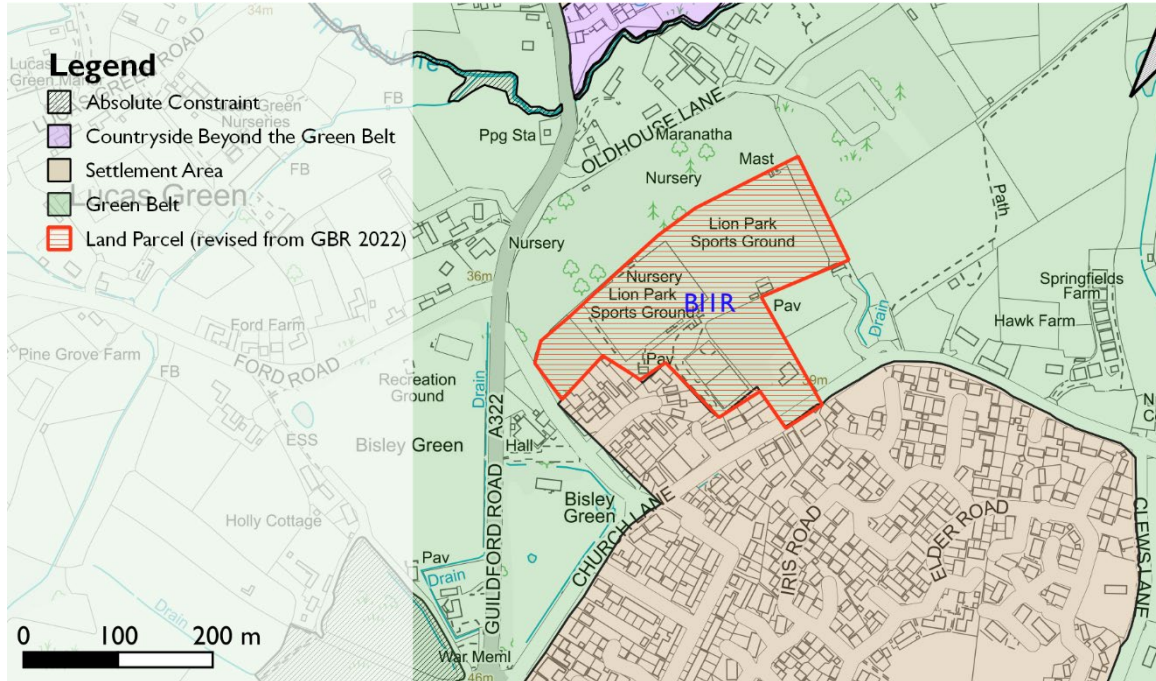 34m
Legend
Absolute Constraint
Countryside Beyond the Green Belt
Settlement Area
Green Belt
Land Parcel (revised from GBR 2022)
FB
Lucas Green
Ppg Sta
OLDHOUSE LANE
Maranatha
Mast
Nursery
Path
Lion Park
Sports Ground
Nursery
36m
Nursery
Lion Park
Sports Ground
B11R
Pav
Drain
Springfields
Farm
Hawk Farm
Ford Farm
FORD ROAD
Pine Grove Farm
FB
Pav
39m
Recreation
Ground
Drain
A322
GUILDFORD ROAD
ESS
Bisley Green
Hall
Holly Cottage
Bisley
Green
CHURCH LANE
IRIS ROAD
ELDER ROAD
CLEWS LANE
Pav
Drain
Drain
War Meml
46m
0 100 200 m